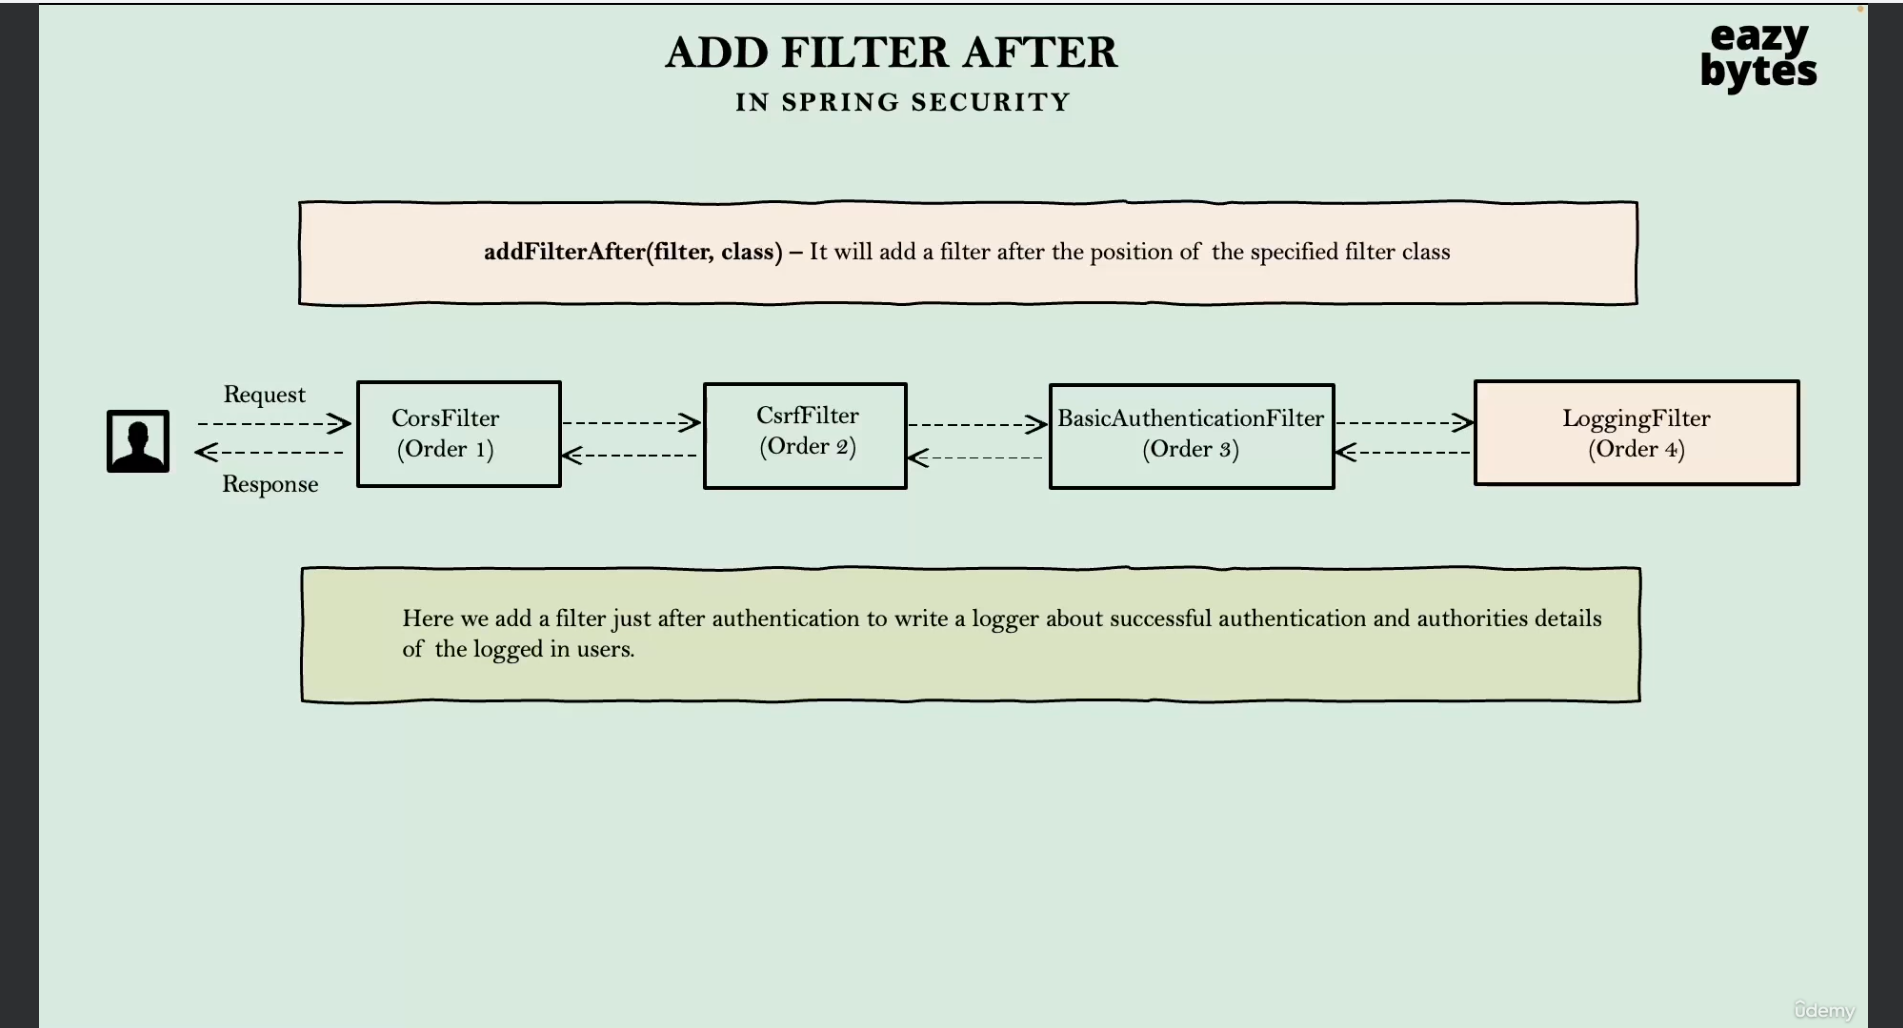 ADD FILTER AFTER
IN SPRING SECURITY
eazy
bytes
addFilterAfter(filter, class) – It will add a filter after the position of the specified filter class
Request
Response
CorsFilter
(Order 1)
CsrfFilter
(Order 2)
BasicAuthenticationFilter
(Order 3)
LoggingFilter
(Order 4)
Here we add a filter just after authentication to write a logger about successful authentication and authorities details
of the logged in users.
ûdemy